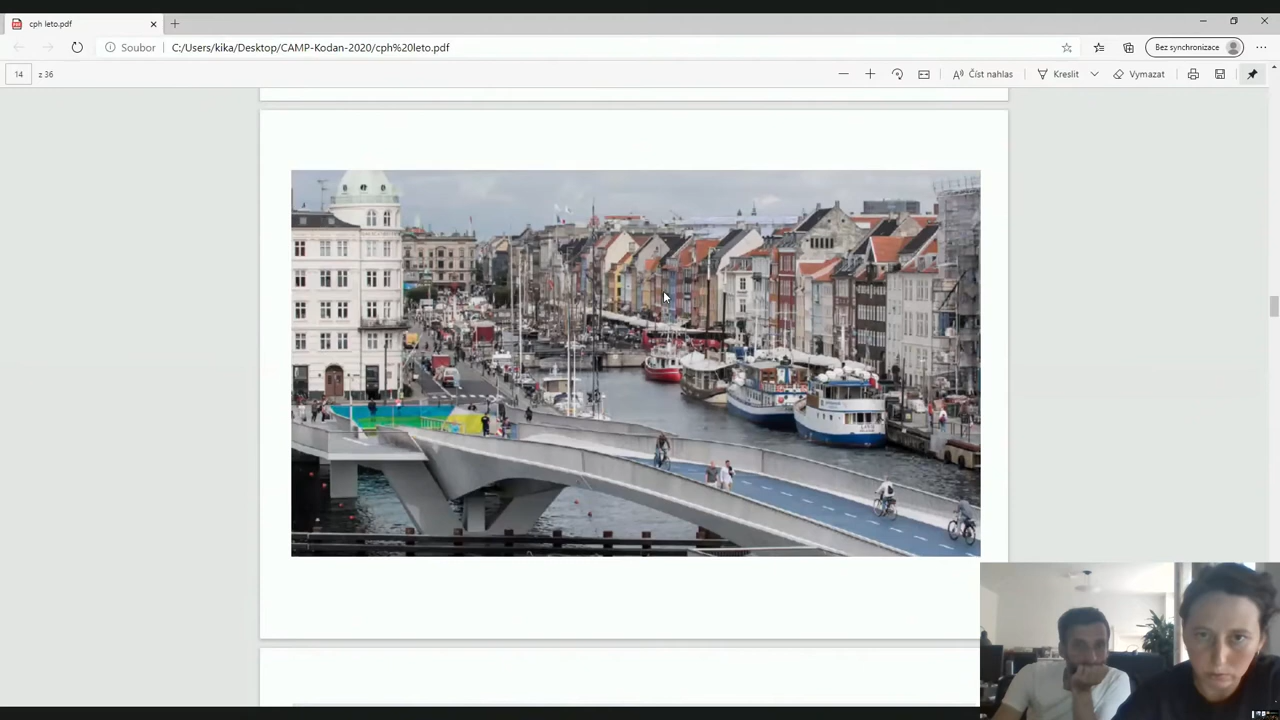 cph leto.pdf
Soubor
C:/Users/kika/Desktop/CAMP-Kodan-2020/cph%20leto.pdf
Bez synchronizace
14
z 36
Číst nahlas
Kreslit
Vymazat